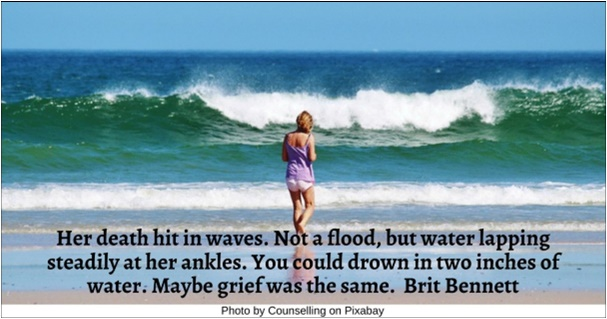 Her death hit in waves. Not a flood, but water lapping
steadily at her ankles. You could drown in two inches of
water. Maybe grief was the same.  Brit Bennett
Photo by Counselling on Pixabay